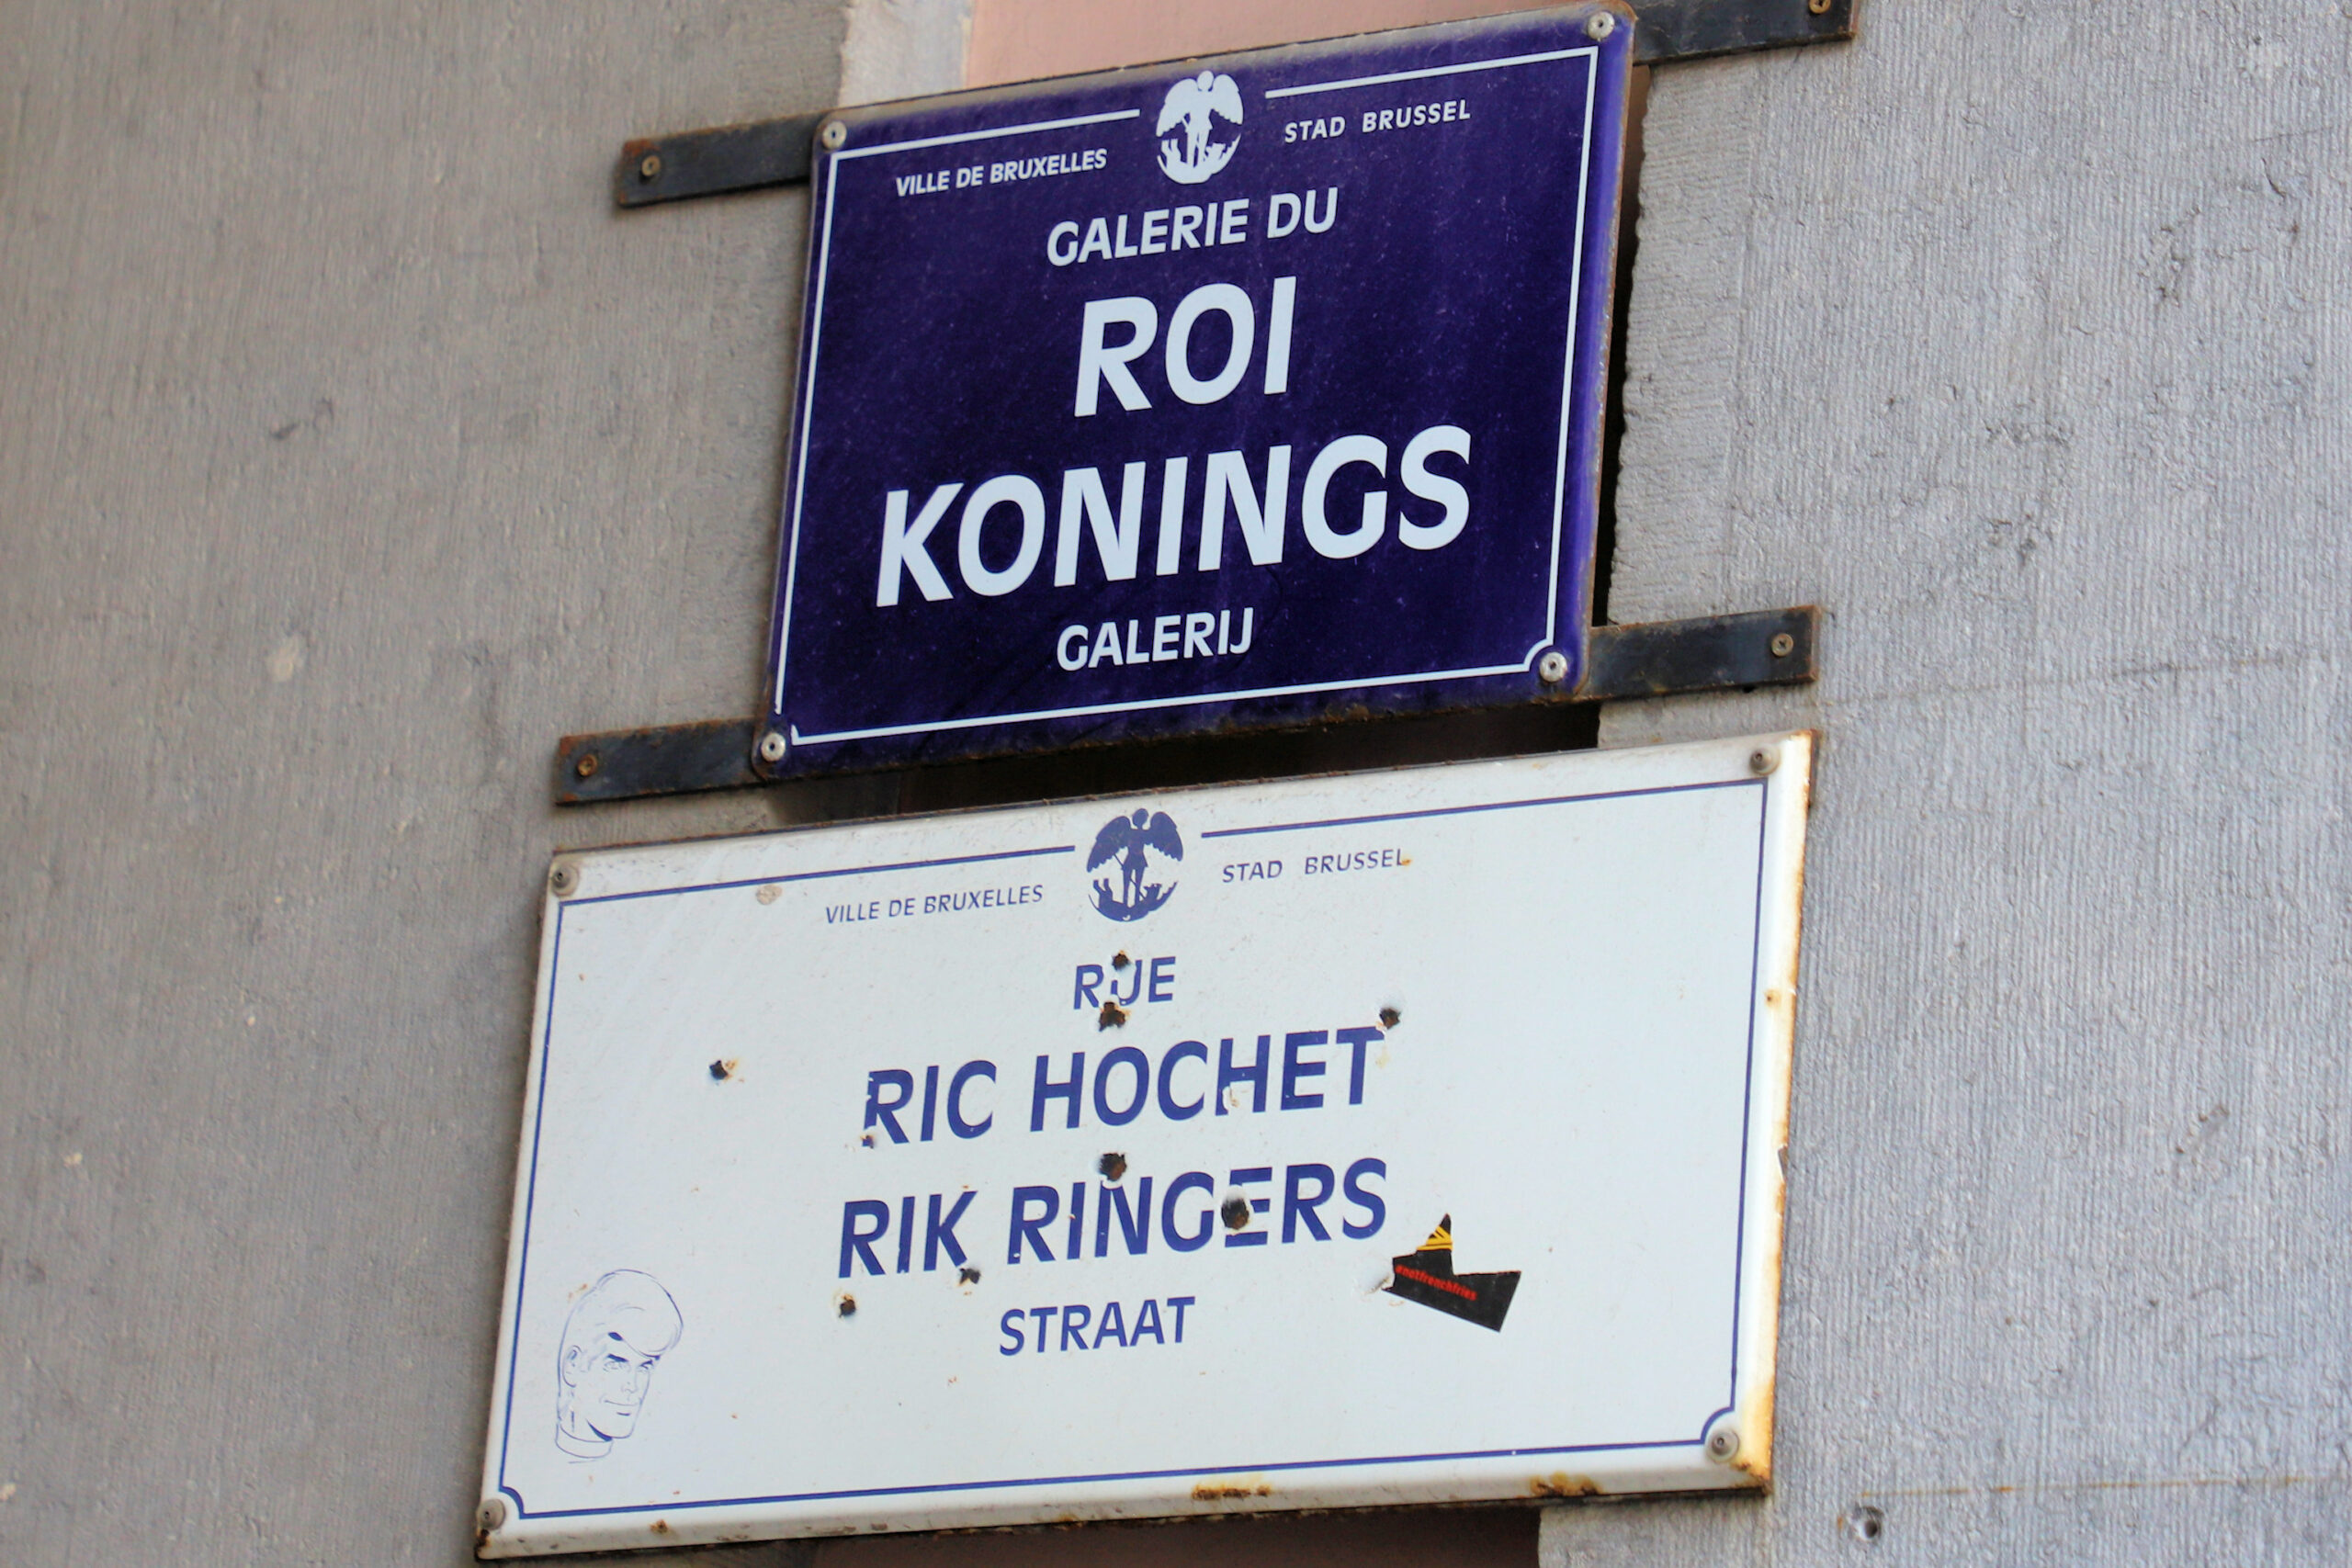 VILLE DE BRUXELLES STAD BRUSSEL
GALERIE DU
ROI
KONINGS
GALERIJ
VILLE DE BRUXELLES STAD BRUSSEL
RUE
RIC HOCHET
RIK RINGERS
STRAAT
#notfrenchfries